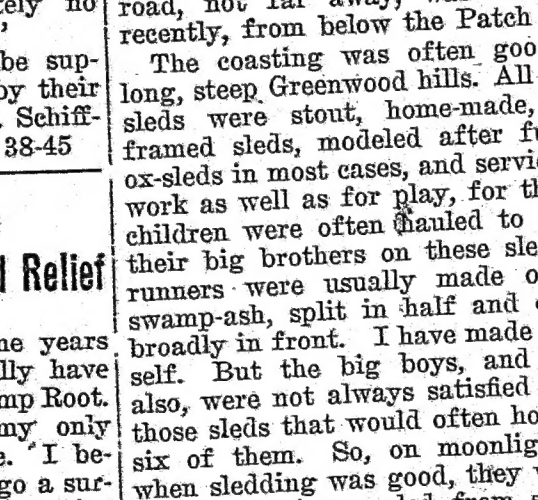 ely no
be sup-
by their
Schiff-
38-45
Relief
years
have
mp Root.
my only
"I be-
go a sur-
road, not far away,
recently, from below the Patch
The coasting was often goo
long, steep Greenwood hills. All
sleds were stout, home-made,
framed sleds, modeled after fu
ox-sleds in most cases, and servi
work as well as for play, for th
children were often hauled to
their big brothers on these sle
runners were usually made o
swamp-ash, split in half and
broadly in front. I have made
self. But the big boys, and
also, were not always satisfied
those sleds that would often ho
six of them. So, on moonlig
when sledding was good, they